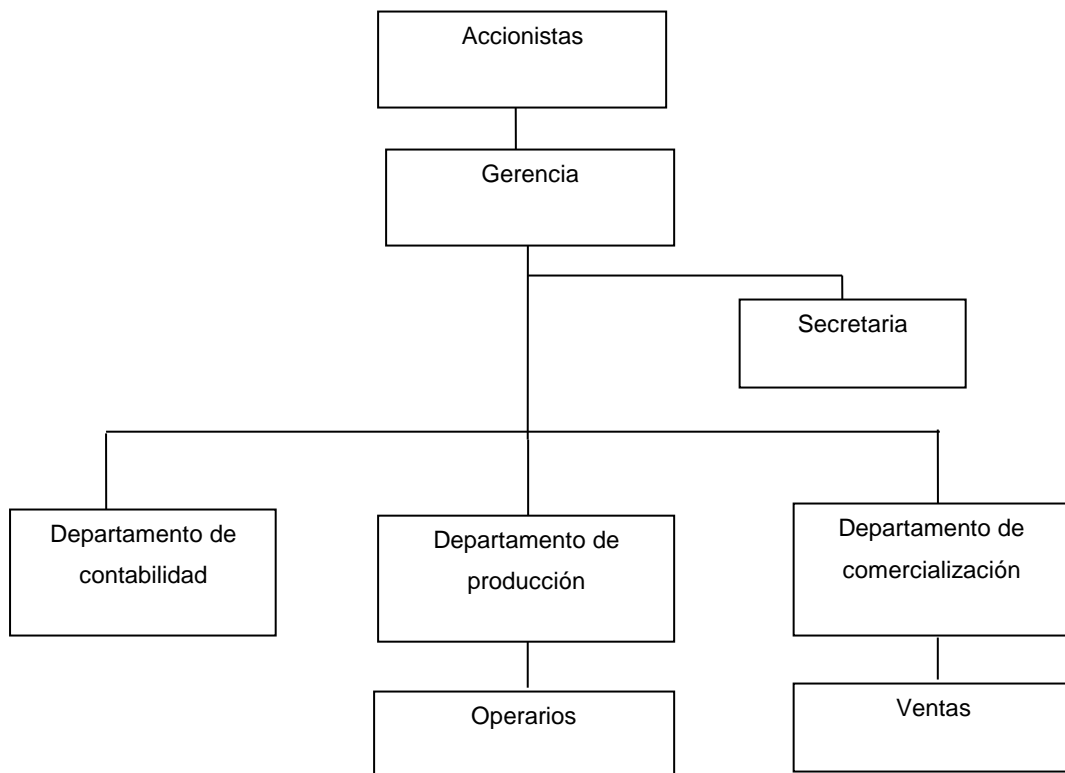 Accionistas
Gerencia
Secretaria
Departamento de
contabilidad
Departamento de
producción
Departamento de
comercialización
Operarios
Ventas